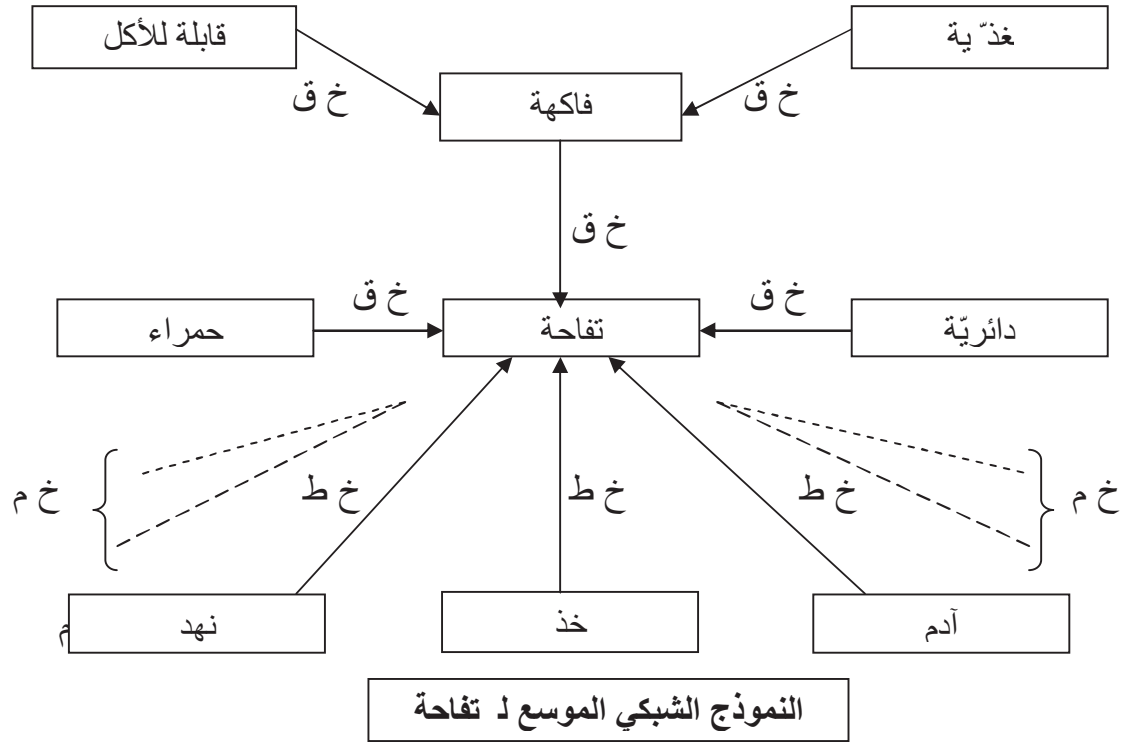 غذّ ية
قابلة للأكل
خ ق
خ ق
فاكهة
خ ق
خ ق
خ ق
دائريّة
تفاحة
حمراء
خ م
خ ط
خ ط
خ ط
خ م
آدم
خذ
نهد
م
النموذج الشبكي الموسع لـ تفاحة